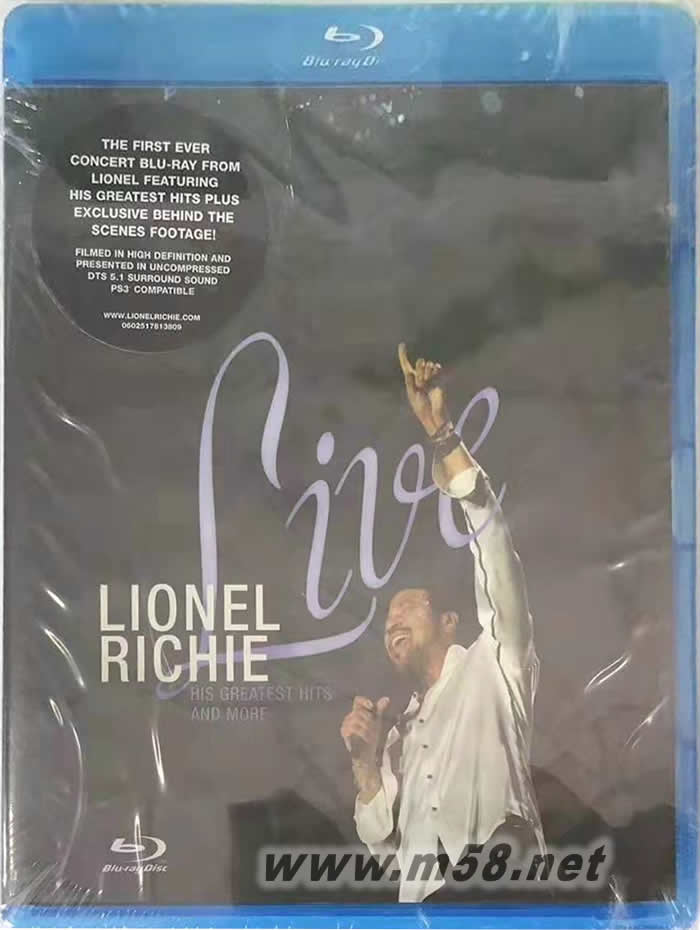 Blu-ray Disc
THE FIRST EVER
CONCERT BLU-RAY FROM
LIONEL FEATURING
HIS GREATEST HITS PLUS
EXCLUSIVE BEHIND THE
SCENES FOOTAGE!
FILMED IN HIGH DEFINITION AND
PRESENTED IN UNCOMPRESSED
DTS 5.1 SURROUND SOUND
PS3 COMPATIBLE
WWW.LIONELRICHIE.COM
0602517813809
Live
LIONEL
RICHIE
HIS GREATEST HITS
AND MORE
Blu-ray Disc
www.m58.net